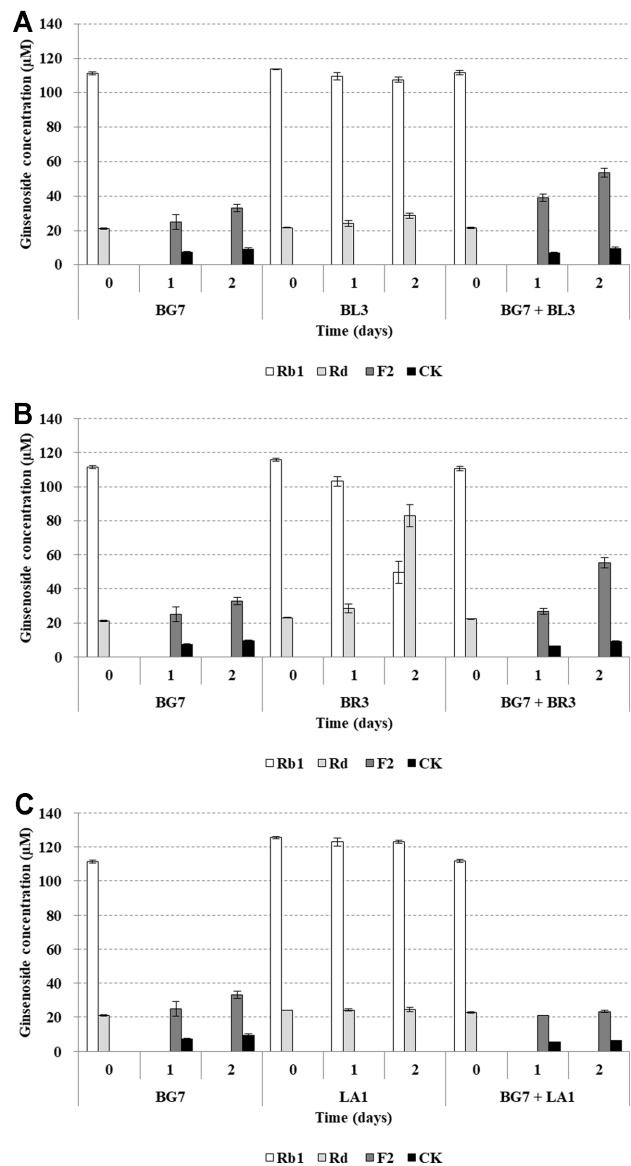 A
Ginsenoside concentration (µM)
140
120
100
80
60
40
20
0
0 1 2 0 1 2 0 1 2
BG7 BL3 BG7 + BL3
Time (days)
Rb1 Rd F2 CK
B
Ginsenoside concentration (µM)
140
120
100
80
60
40
20
0
0 1 2 0 1 2 0 1 2
BG7 BR3 BG7 + BR3
Time (days)
Rb1 Rd F2 CK
C
Ginsenoside concentration (µM)
140
120
100
80
60
40
20
0
0 1 2 0 1 2 0 1 2
BG7 LA1 BG7 + LA1
Time (days)
Rb1 Rd F2 CK